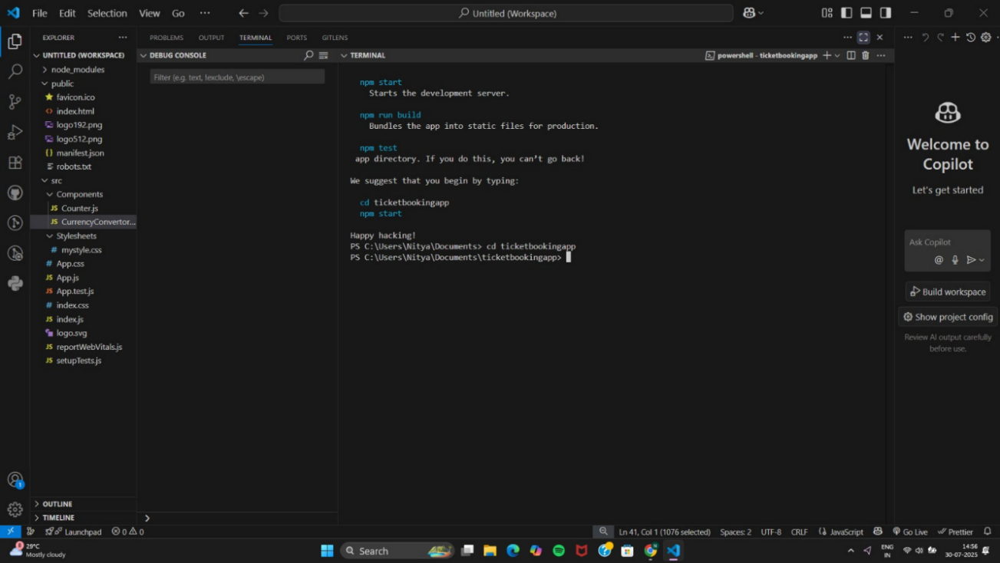 File Edit Selection View Go ··· Untitled (Workspace)
EXPLORER ···
UNTITLED (WORKSPACE)
node_modules
public
favicon.ico
index.html
logo192.png
logo512.png
{} manifest.json
robots.txt
src
Components
JS Counter.js
JS CurrencyConvertor...
Stylesheets
# mystyle.css
# App.css
JS App.js
JS App.test.js
# index.css
JS index.js
logo.svg
JS reportWebVitals.js
JS setupTests.js
OUTLINE
TIMELINE
PROBLEMS OUTPUT TERMINAL PORTS GITLENS
DEBUG CONSOLE
Filter (e.g. text, !exclude, \escape)
TERMINAL
powershell - ticketbookingapp
npm start
Starts the development server.
npm run build
Bundles the app into static files for production.
npm test
app directory. If you do this, you can't go back!
We suggest that you begin by typing:
cd ticketbookingapp
npm start
Happy hacking!
PS C:\Users\Nitya\Documents> cd ticketbookingapp
PS C:\Users\Nitya\Documents\ticketbookingapp>
Welcome to
Copilot
Let's get started
Ask Copilot
@
Build workspace
Show project config
Review AI output carefully
before use.
1
Launchpad 0 0
Ln 41, Col 1 (1076 selected) Spaces: 2 UTF-8 CRLF JavaScript Go Live Prettier
29°C
Mostly cloudy
Search
ENG
IN
14:56
30-07-2025